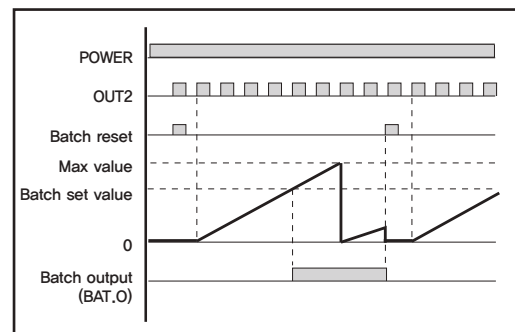 POWER
OUT2
Batch reset
Max value
Batch set value
0
Batch output
(BAT.O)